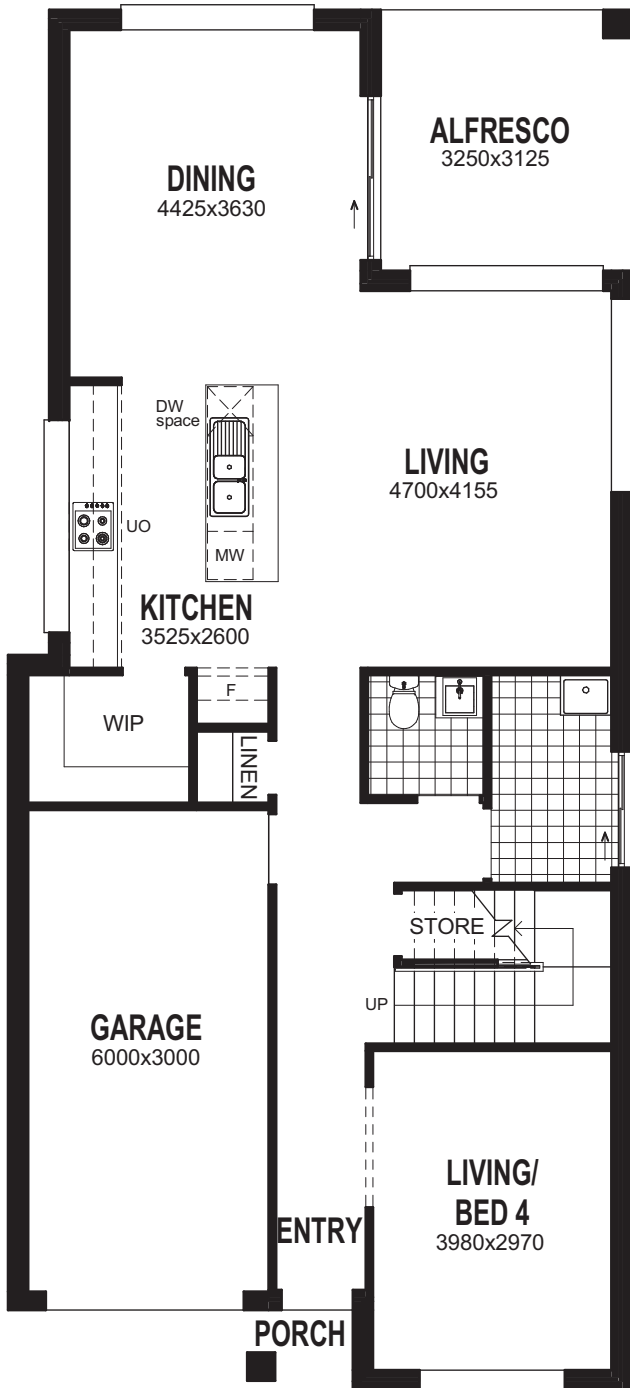 ALFRESCO
3250x3125
DINING
4425x3630
DW
space
LIVING
4700x4155
UO
MW
KITCHEN
3525x2600
F
WIP
LINEN
STORE
UP
GARAGE
6000x3000
LIVING/
BED 4
3980x2970
ENTRY
PORCH